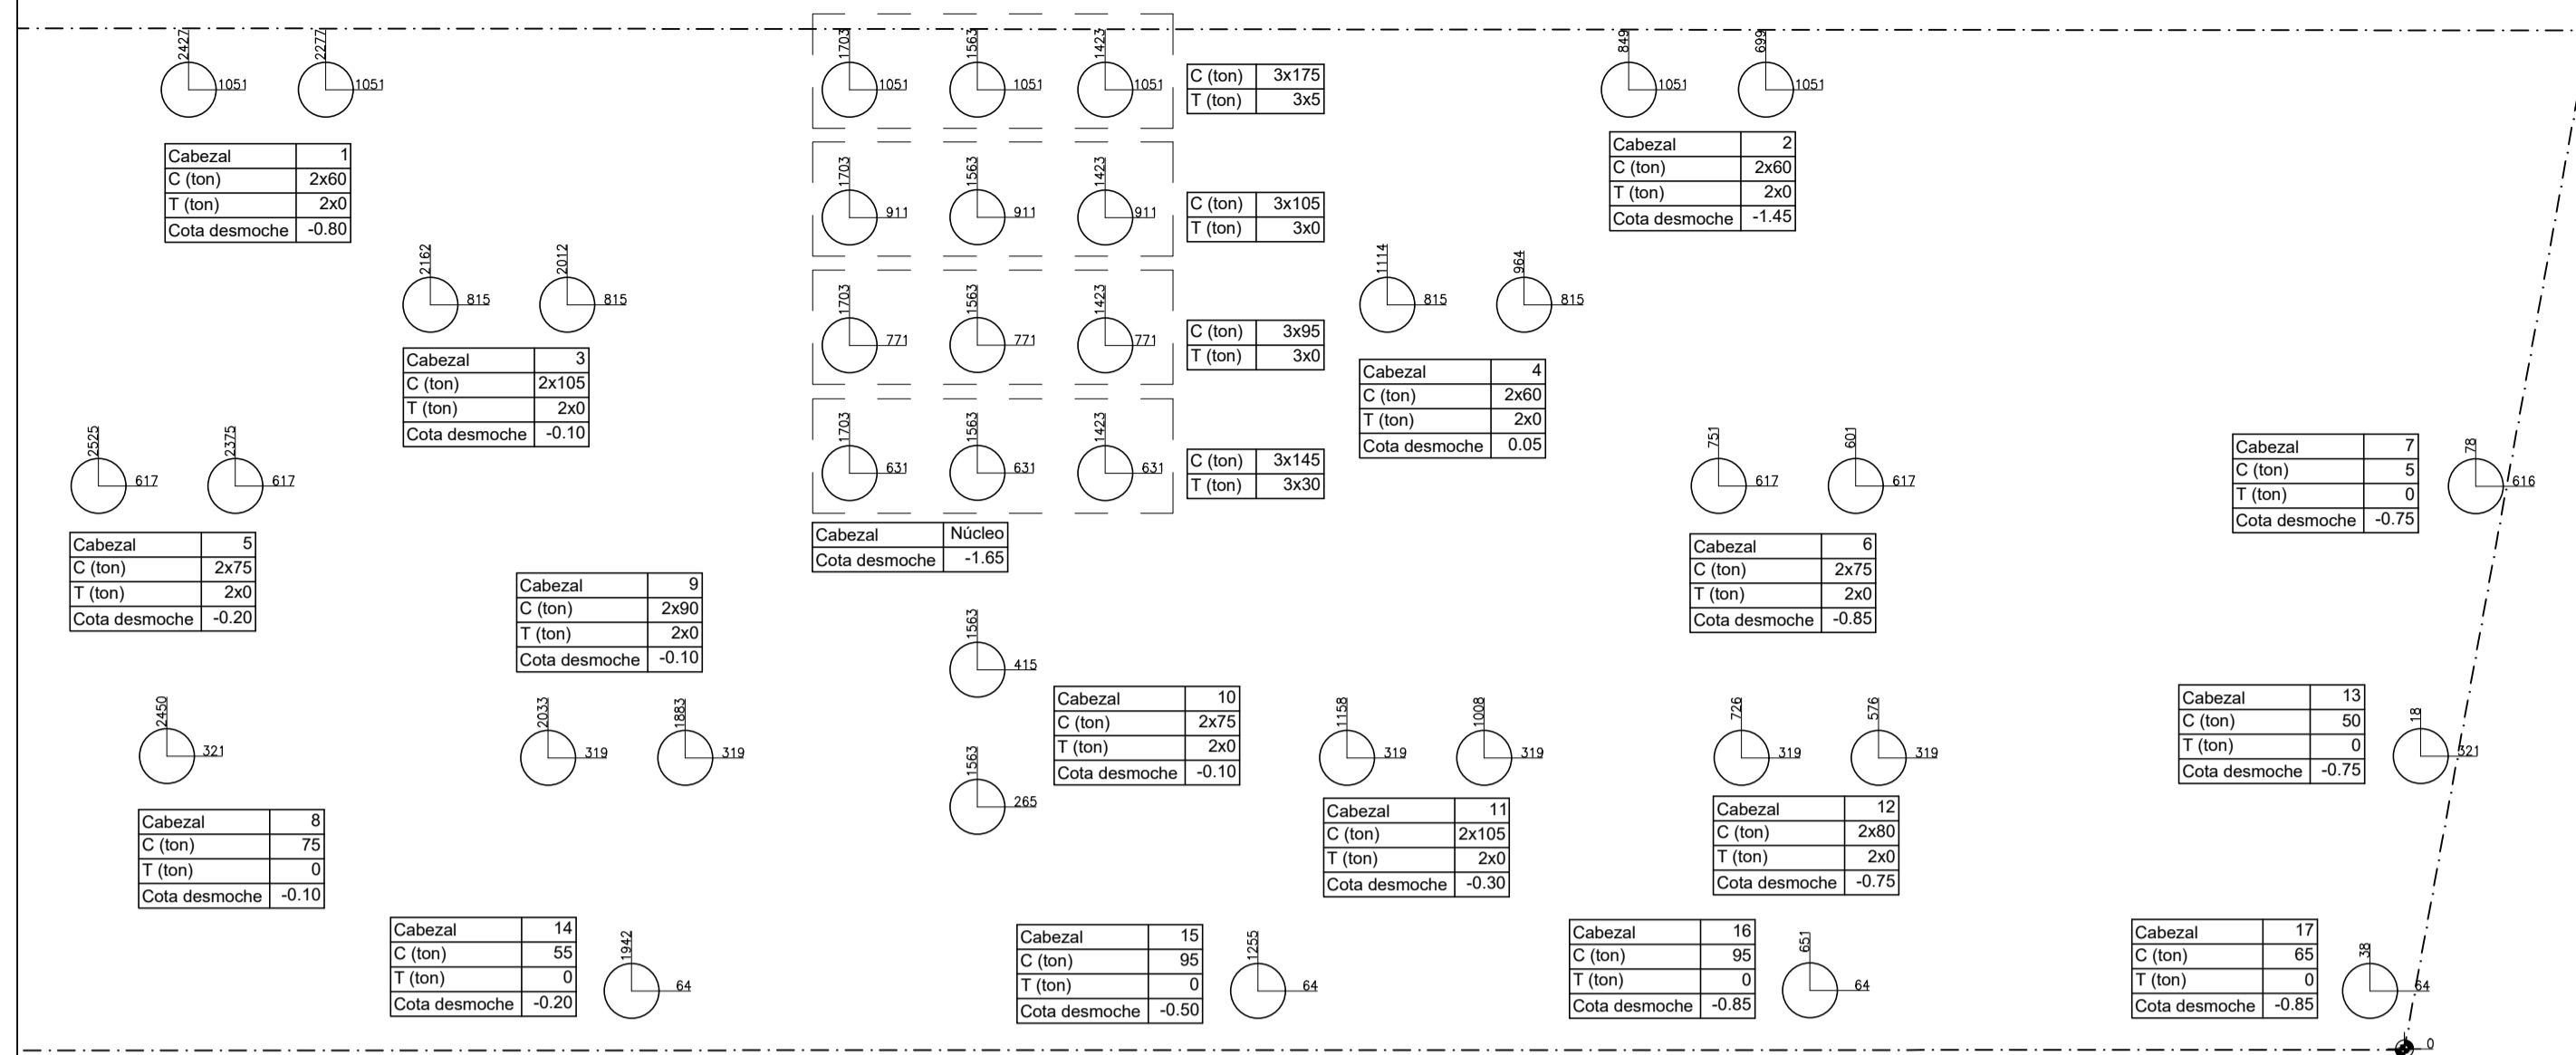 2427
2277
1703
1563
1423
849
699
1051
1051
1051
1051
1051
1051
1051
C (ton) 3x175
T (ton) 3x5
Cabezal 1
C (ton) 2x60
T (ton) 2x0
Cota desmoche -0.80
Cabezal 2
C (ton) 2x60
T (ton) 2x0
Cota desmoche -1.45
1703
1563
1423
911
911
911
C (ton) 3x105
T (ton) 3x0
2162
2012
815
815
Cabezal 3
C (ton) 2x105
T (ton) 2x0
Cota desmoche -0.10
1703
1563
1423
771
771
771
C (ton) 3x95
T (ton) 3x0
1114
964
815
815
Cabezal 4
C (ton) 2x60
T (ton) 2x0
Cota desmoche 0.05
2525
2375
617
617
Cabezal 5
C (ton) 2x75
T (ton) 2x0
Cota desmoche -0.20
1703
1563
1423
631
631
631
C (ton) 3x145
T (ton) 3x30
Cabezal Núcleo
Cota desmoche -1.65
751
601
617
617
Cabezal 6
C (ton) 2x75
T (ton) 2x0
Cota desmoche -0.85
Cabezal 7
C (ton) 5
T (ton) 0
Cota desmoche -0.75
78
616
Cabezal 9
C (ton) 2x90
T (ton) 2x0
Cota desmoche -0.10
2033
1883
319
319
2450
321
Cabezal 8
C (ton) 75
T (ton) 0
Cota desmoche -0.10
1563
415
1563
265
Cabezal 10
C (ton) 2x75
T (ton) 2x0
Cota desmoche -0.10
1158
1008
319
319
Cabezal 11
C (ton) 2x105
T (ton) 2x0
Cota desmoche -0.30
726
576
319
319
Cabezal 12
C (ton) 2x80
T (ton) 2x0
Cota desmoche -0.75
Cabezal 13
C (ton) 50
T (ton) 0
Cota desmoche -0.75
18
321
Cabezal 14
C (ton) 55
T (ton) 0
Cota desmoche -0.20
1942
64
Cabezal 15
C (ton) 95
T (ton) 0
Cota desmoche -0.50
1255
64
Cabezal 16
C (ton) 95
T (ton) 0
Cota desmoche -0.85
651
64
Cabezal 17
C (ton) 65
T (ton) 0
Cota desmoche -0.85
38
64
0